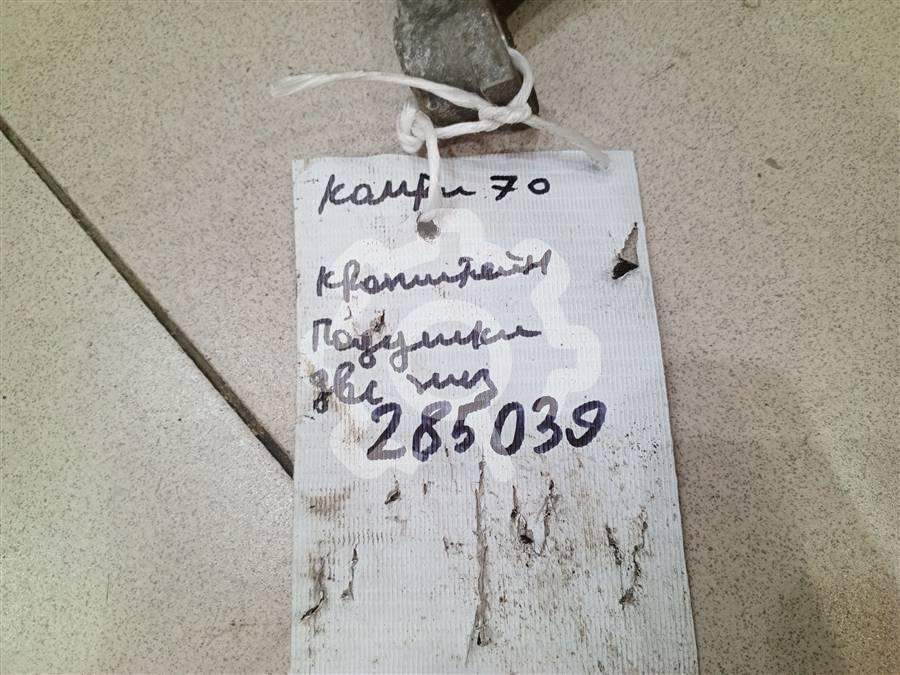 Камри 70
кронштейн
Подушки
двс
285039